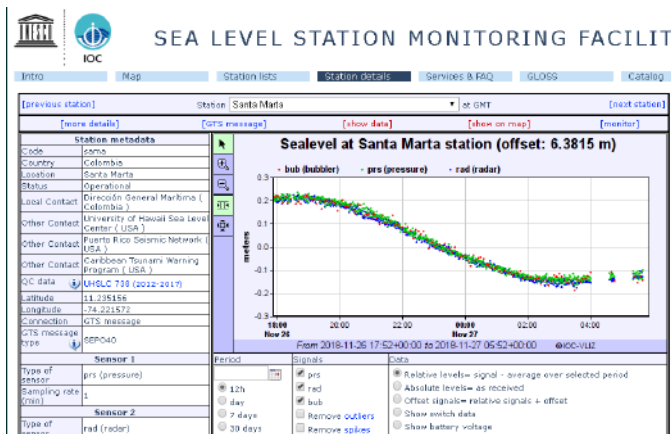 IOC
SEA LEVEL STATION MONITORING FACILIT
Intro Map Station lists Station details Services & FAQ GLOSS Catalog
[previous station] Station Santa Marta at GMT [next station]
[more details] [GTS message] [show data] [show on map] [monitor]
Station metadata
Code sama
Country Colombia
Location Santa Marta
Status Operational
Local Contact Dirección General Marítima (
Colombia )
Other Contact University of Hawaii Sea Level
Center ( USA )
Other Contact Puerto Rico Seismic Network (
USA )
Other Contact Caribbean Tsunami Warning
Program ( USA )
QC data UHSLC 738 (2012-2017)
Latitude 11.235156
Longitude -74.221572
Connection GTS message
GTS message
type SEPO40
Sensor 1
Type of
sensor prs (pressure)
Sampling rate
(min) 1
Sensor 2
Type of
sensor rad (radar)
Sealevel at Santa Marta station (offset: 6.3815 m)
bub (bubbler) prs (pressure) rad (radar)
meters
0.3
0.2
0.1
0.0
-0.1
-0.2
-0.3
18:00 20:00 22:00 00:00 02:00 04:00
Nov 26 Nov 27
From 2018-11-26 17:52+00:00 to 2018-11-27 05:52+00:00 ©IOC-VLIZ
Period
12h
day
7 days
30 days
Signals
prs
rad
bub
Remove outliers
Remove spikes
Data
Relative levels= signal - average over selected period
Absolute levels= as received
Offset signals= relative signals + offset
Show switch data
Show battery voltage